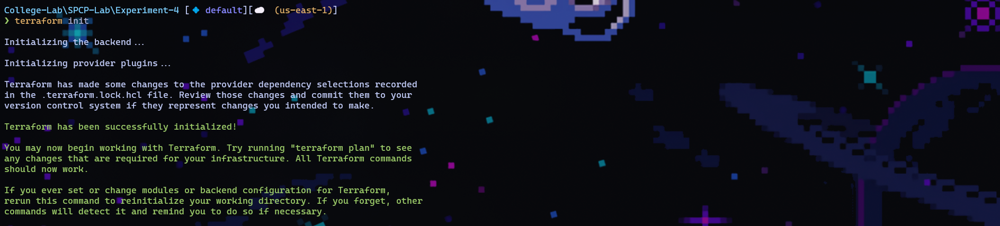 College-Lab\SPCP-Lab\Experiment-4 [ default][ (us-east-1)]
❯ terraform init
Initializing the backend...
Initializing provider plugins...
Terraform has made some changes to the provider dependency selections recorded
in the .terraform.lock.hcl file. Review those changes and commit them to your
version control system if they represent changes you intended to make.
Terraform has been successfully initialized!
You may now begin working with Terraform. Try running "terraform plan" to see
any changes that are required for your infrastructure. All Terraform commands
should now work.
If you ever set or change modules or backend configuration for Terraform,
rerun this command to reinitialize your working directory. If you forget, other
commands will detect it and remind you to do so if necessary.